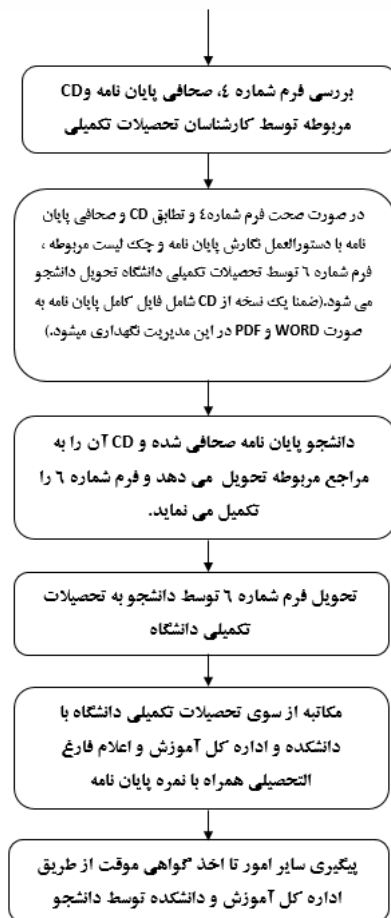 بررسی فرم شماره ٤، صحافی پایان نامه وCD
مربوطه توسط کارشناسان تحصیلات تکمیلی
در صورت صحت فرم شماره٤ و تطابق CD و صحافی پایان
نامه با دستورالعمل نگارش پایان نامه و چک لیست مربوطه ،
فرم شماره ٦ توسط تحصیلات تکمیلی دانشگاه تحویل دانشجو
می شود.(ضمنا یک نسخه از CD شامل فایل کامل پایان نامه به
صورت WORD و PDF در این مدیریت نگهداری میشود.)
دانشجو پایان نامه صحافی شده و CD آن را به
مراجع مربوطه تحویل می دهد و فرم شماره ٦ را
تکمیل می نماید.
تحویل فرم شماره ٦ توسط دانشجو به تحصیلات
تکمیلی دانشگاه
مکاتبه از سوی تحصیلات تکمیلی دانشگاه با
دانشکده و اداره کل آموزش و اعلام فارغ
التحصیلی همراه با نمره پایان نامه
پیگیری سایر امور تا اخذ گواهی موقت از طریق
اداره کل آموزش و دانشکده توسط دانشجو